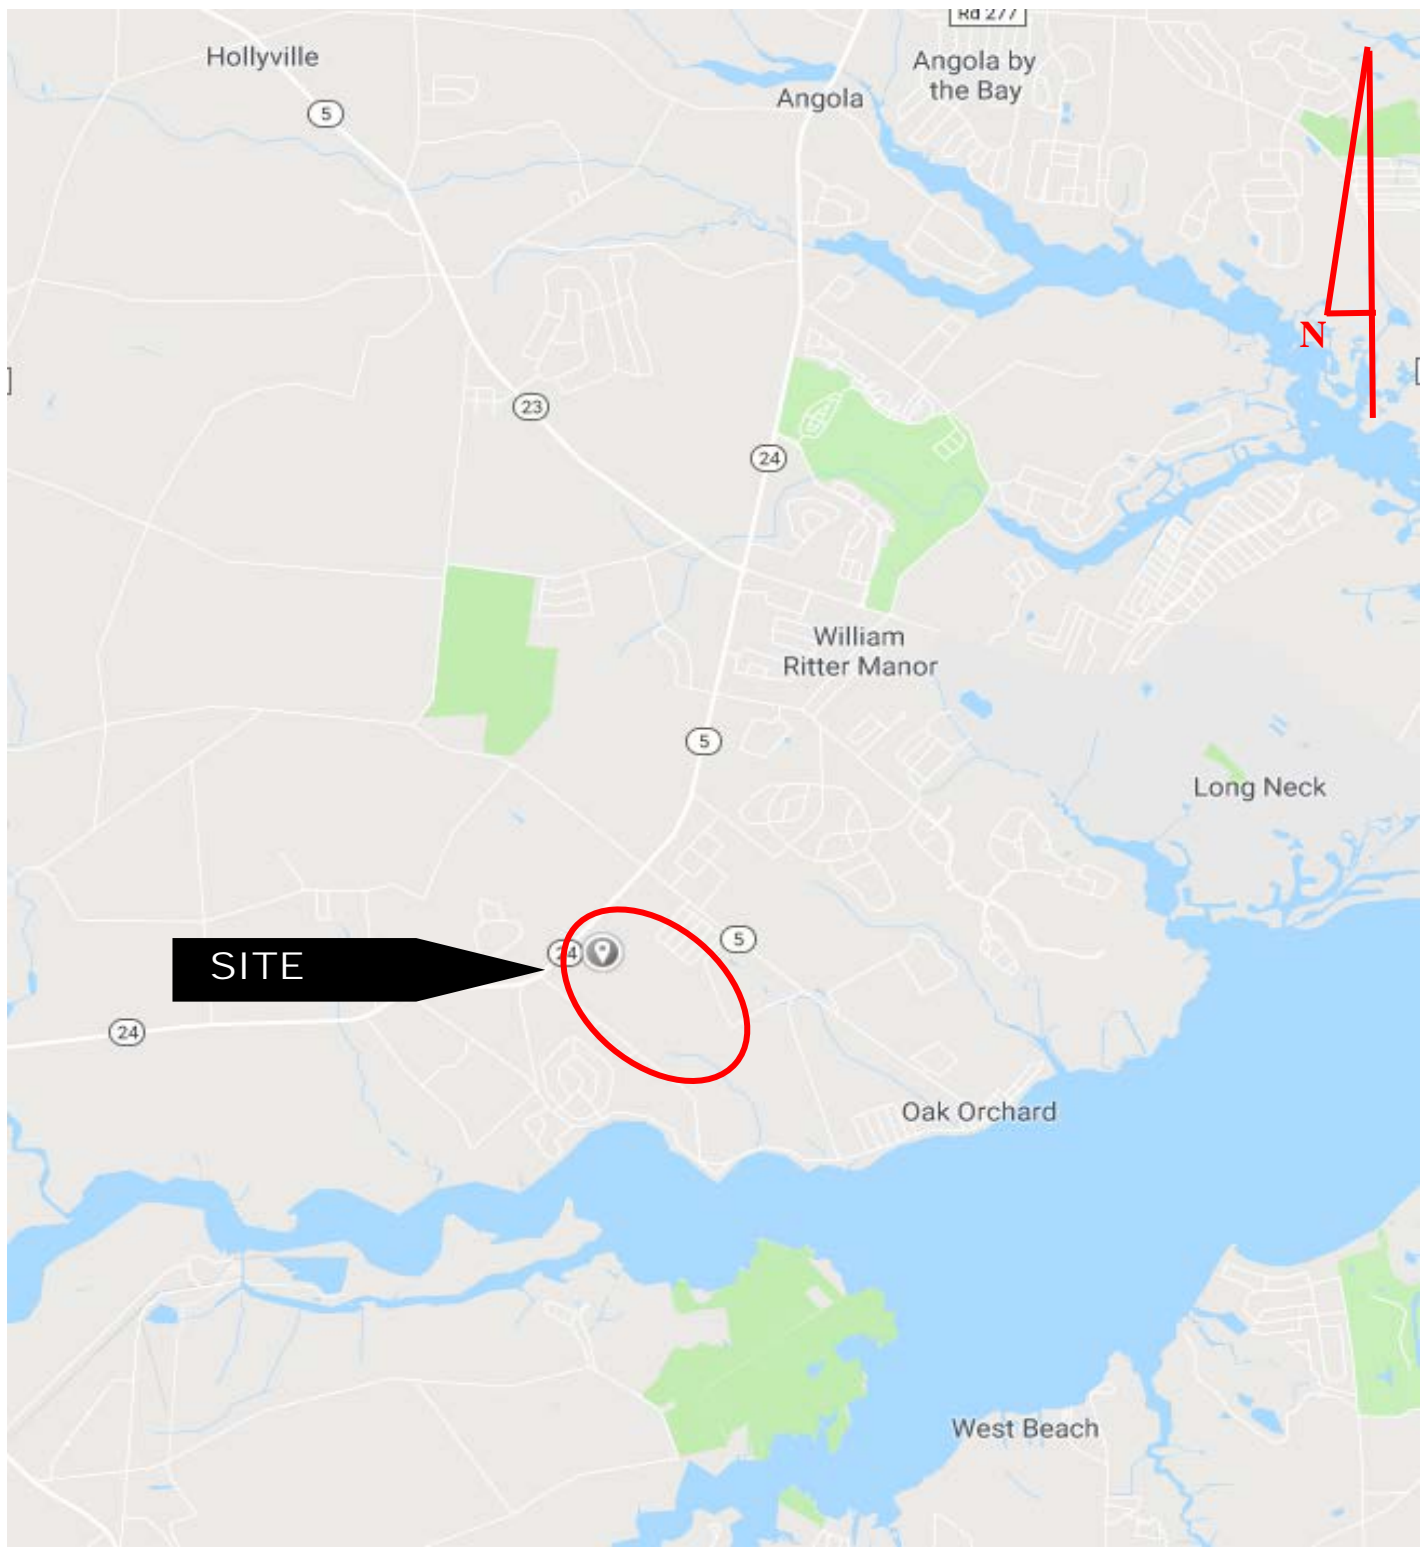 Rd 277
Hollyville
Angola by
the Bay
Angola
5
N
23
24
William
Ritter Manor
5
Long Neck
5
24
SITE
24
Oak Orchard
West Beach